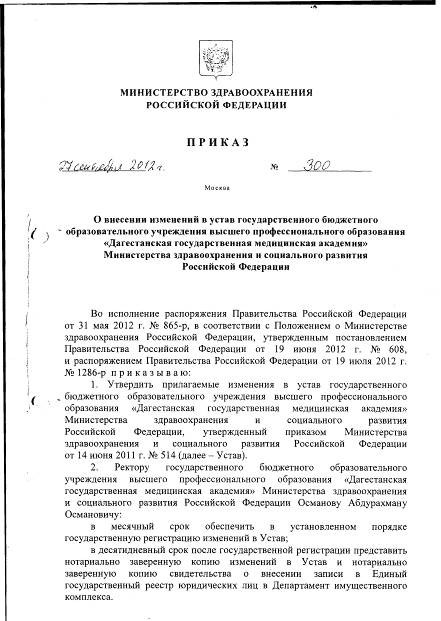 МИНИСТЕРСТВО ЗДРАВООХРАНЕНИЯ
РОССИЙСКОЙ ФЕДЕРАЦИИ
ПРИКАЗ
27 сентября 2012 г. № 300
Москва
О внесении изменений в устав государственного бюджетного
образовательного учреждения высшего профессионального образования
«Дагестанская государственная медицинская академия»
Министерства здравоохранения и социального развития
Российской Федерации
Во исполнение распоряжения Правительства Российской Федерации
от 31 мая 2012 г. № 865-р, в соответствии с Положением о Министерстве
здравоохранения Российской Федерации, утвержденным постановлением
Правительства Российской Федерации от 19 июня 2012 г. № 608,
и распоряжением Правительства Российской Федерации от 19 июля 2012 г.
№ 1286-р приказываю:
1. Утвердить прилагаемые изменения в устав государственного
бюджетного образовательного учреждения высшего профессионального
образования «Дагестанская государственная медицинская академия»
Министерства здравоохранения и социального развития
Российской Федерации, утвержденный приказом Министерства
здравоохранения и социального развития Российской Федерации
от 14 июня 2011 г. № 514 (далее – Устав).
2. Ректору государственного бюджетного образовательного
учреждения высшего профессионального образования «Дагестанская
государственная медицинская академия» Министерства здравоохранения
и социального развития Российской Федерации Османову Абдурахману
Османовичу:
в месячный срок обеспечить в установленном порядке
государственную регистрацию изменений в Устав;
в десятидневный срок после государственной регистрации представить
нотариально заверенную копию изменений в Устав и нотариально
заверенную копию свидетельства о внесении записи в Единый
государственный реестр юридических лиц в Департамент имущественного
комплекса.